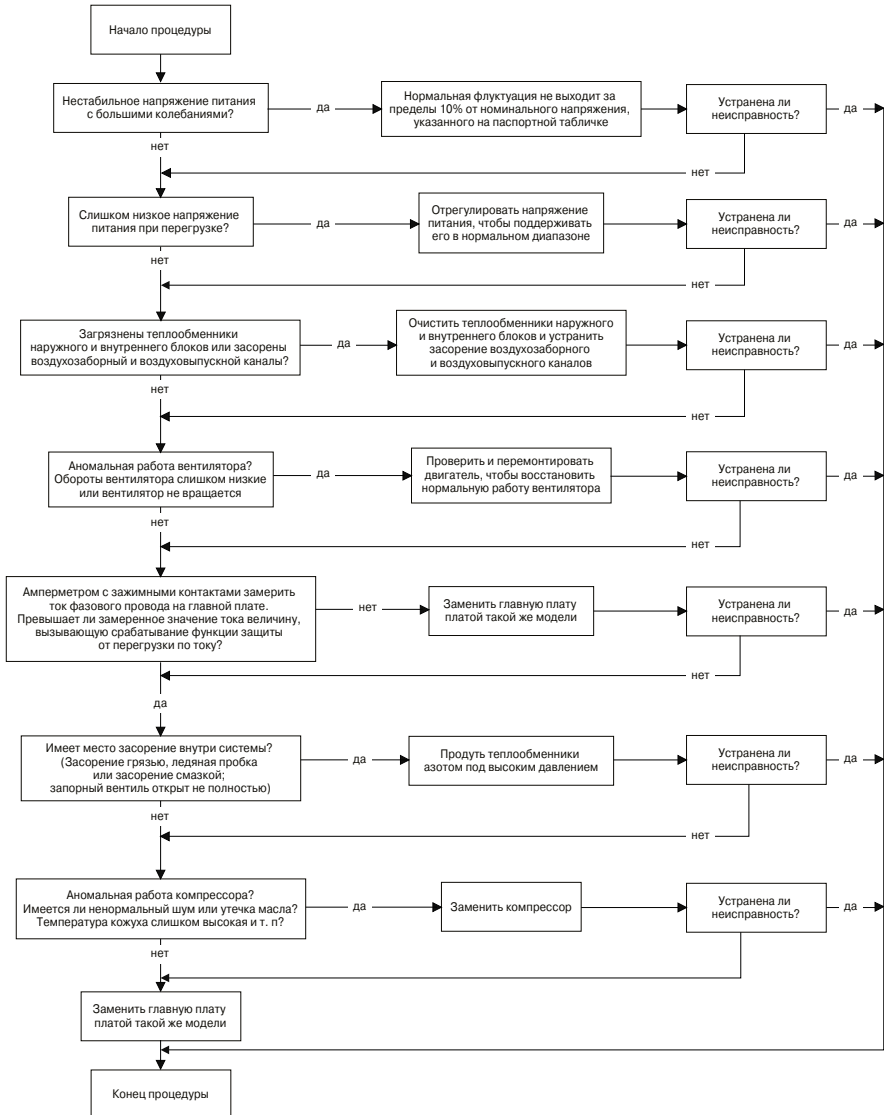 Начало процедуры
Нестабильное напряжение питания
с большими колебаниями?
да
Нормальная флуктуация не выходит за
пределы 10% от номинального напряжения,
указанного на паспортной табличке
Устранена ли
неисправность?
да
нет
нет
Слишком низкое напряжение
питания при перегрузке?
да
Отрегулировать напряжение
питания, чтобы поддерживать
его в нормальном диапазоне
Устранена ли
неисправность?
да
нет
нет
Загрязнены теплообменники
наружного и внутреннего блоков или засорены
воздухозаборный и воздуховыпускной каналы?
да
Очистить теплообменники наружного
и внутреннего блоков и устранить
засорение воздухозаборного
и воздуховыпускного каналов
Устранена ли
неисправность?
да
нет
нет
Аномальная работа вентилятора?
Обороты вентилятора слишком низкие
или вентилятор не вращается
да
Проверить и перемонтировать
двигатель, чтобы восстановить
нормальную работу вентилятора
Устранена ли
неисправность?
да
нет
нет
Амперметром с зажимными контактами замерить
ток фазового провода на главной плате.
Превышает ли замеренное значение тока величину,
вызывающую срабатывание функции защиты
от перегрузки по току?
нет
Заменить главную плату
платой такой же модели
Устранена ли
неисправность?
да
нет
да
Имеет место засорение внутри системы?
(Засорение грязью, ледяная пробка
или засорение смазкой;
запорный вентиль открыт не полностью)
да
Продуть теплообменники
азотом под высоким давлением
Устранена ли
неисправность?
да
нет
нет
Аномальная работа компрессора?
Имеется ли ненормальный шум или утечка масла?
Температура кожуха слишком высокая и т. п?
да
Заменить компрессор
Устранена ли
неисправность?
да
нет
Заменить главную плату
платой такой же модели
Конец процедуры